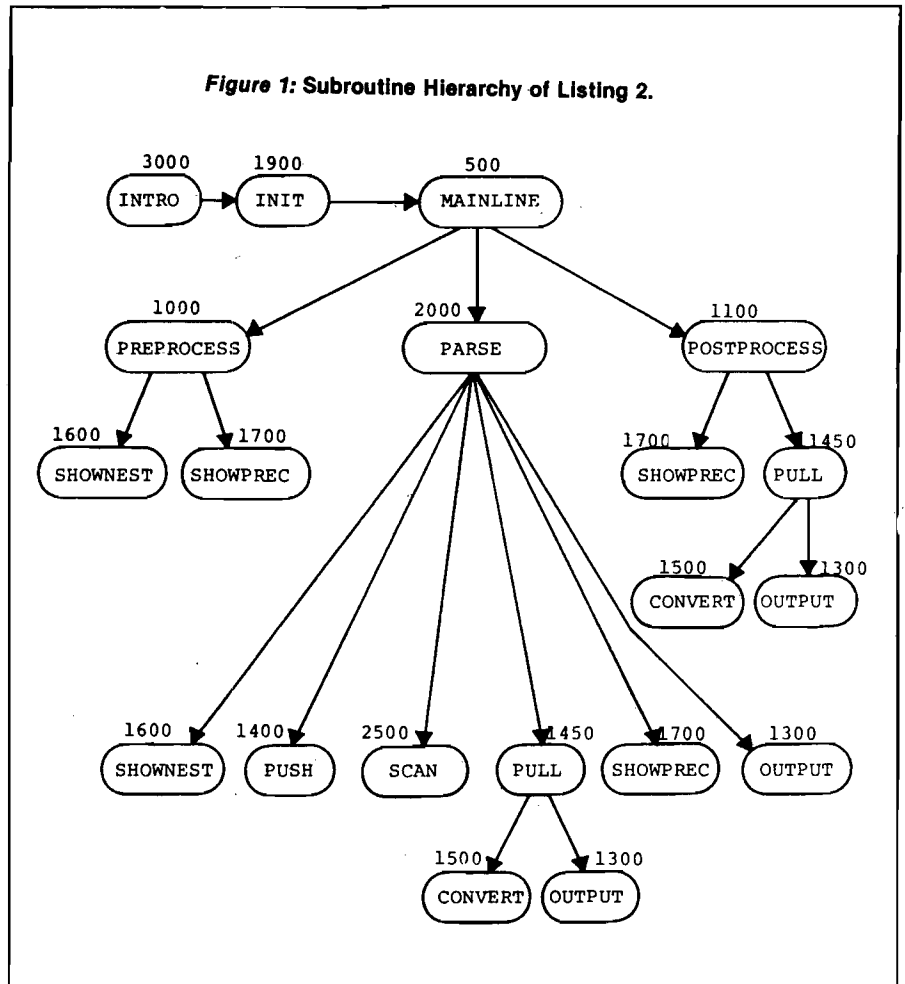 Figure 1: Subroutine Hierarchy of Listing 2.
3000 1900 500
INTRO INIT MAINLINE
1000 2000 1100
PREPROCESS PARSE POSTPROCESS
1600 1700 1700 1450
SHOWNEST SHOWPREC SHOWPREC PULL
1500 1300
CONVERT OUTPUT
1600 1400 2500 1450 1700 1300
SHOWNEST PUSH SCAN PULL SHOWPREC OUTPUT
1500 1300
CONVERT OUTPUT